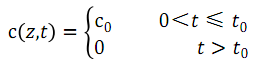 c(z,t) = { c₀ 0<t ≤ t₀
0 t > t₀